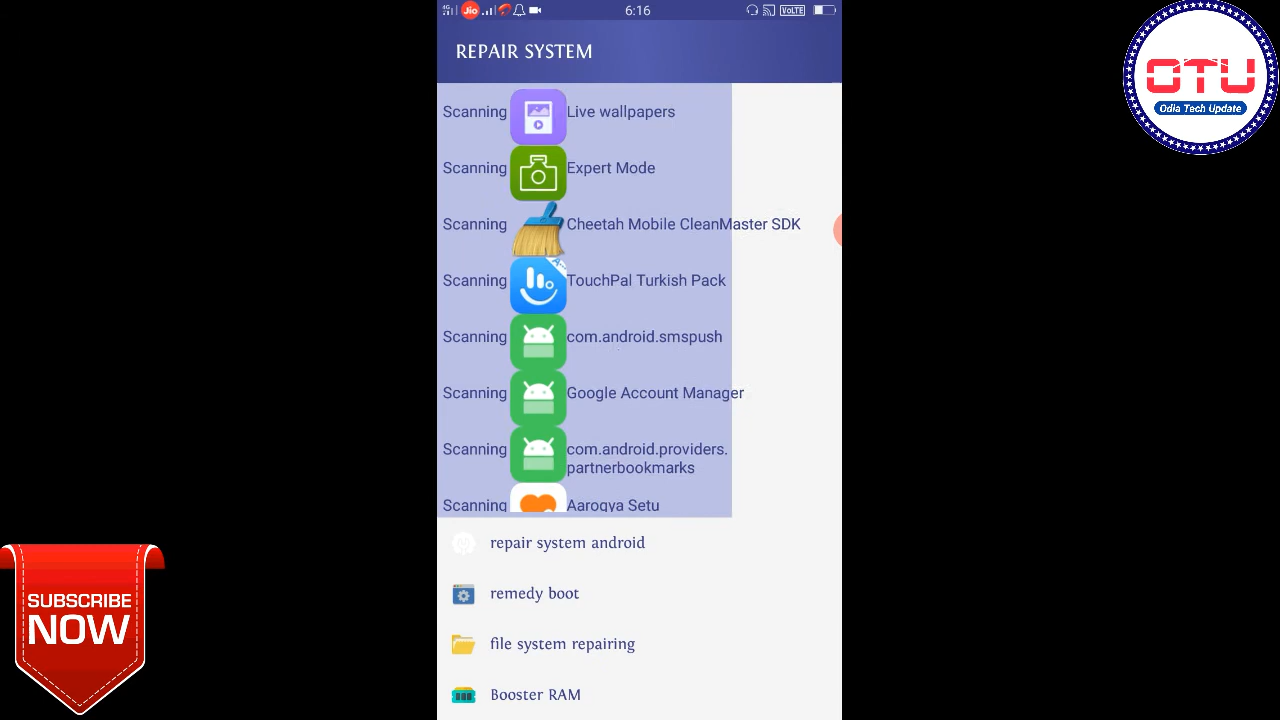 4G
Jio
6:16
VoLTE
REPAIR SYSTEM
Scanning Live wallpapers
Scanning Expert Mode
Scanning Cheetah Mobile CleanMaster SDK
Scanning TouchPal Turkish Pack
Scanning com.android.smspush
Scanning Google Account Manager
Scanning com.android.providers.
partnerbookmarks
Scanning Aarogya Setu
repair system android
remedy boot
file system repairing
Booster RAM
OTU
Odia Tech Update
SUBSCRIBE
NOW